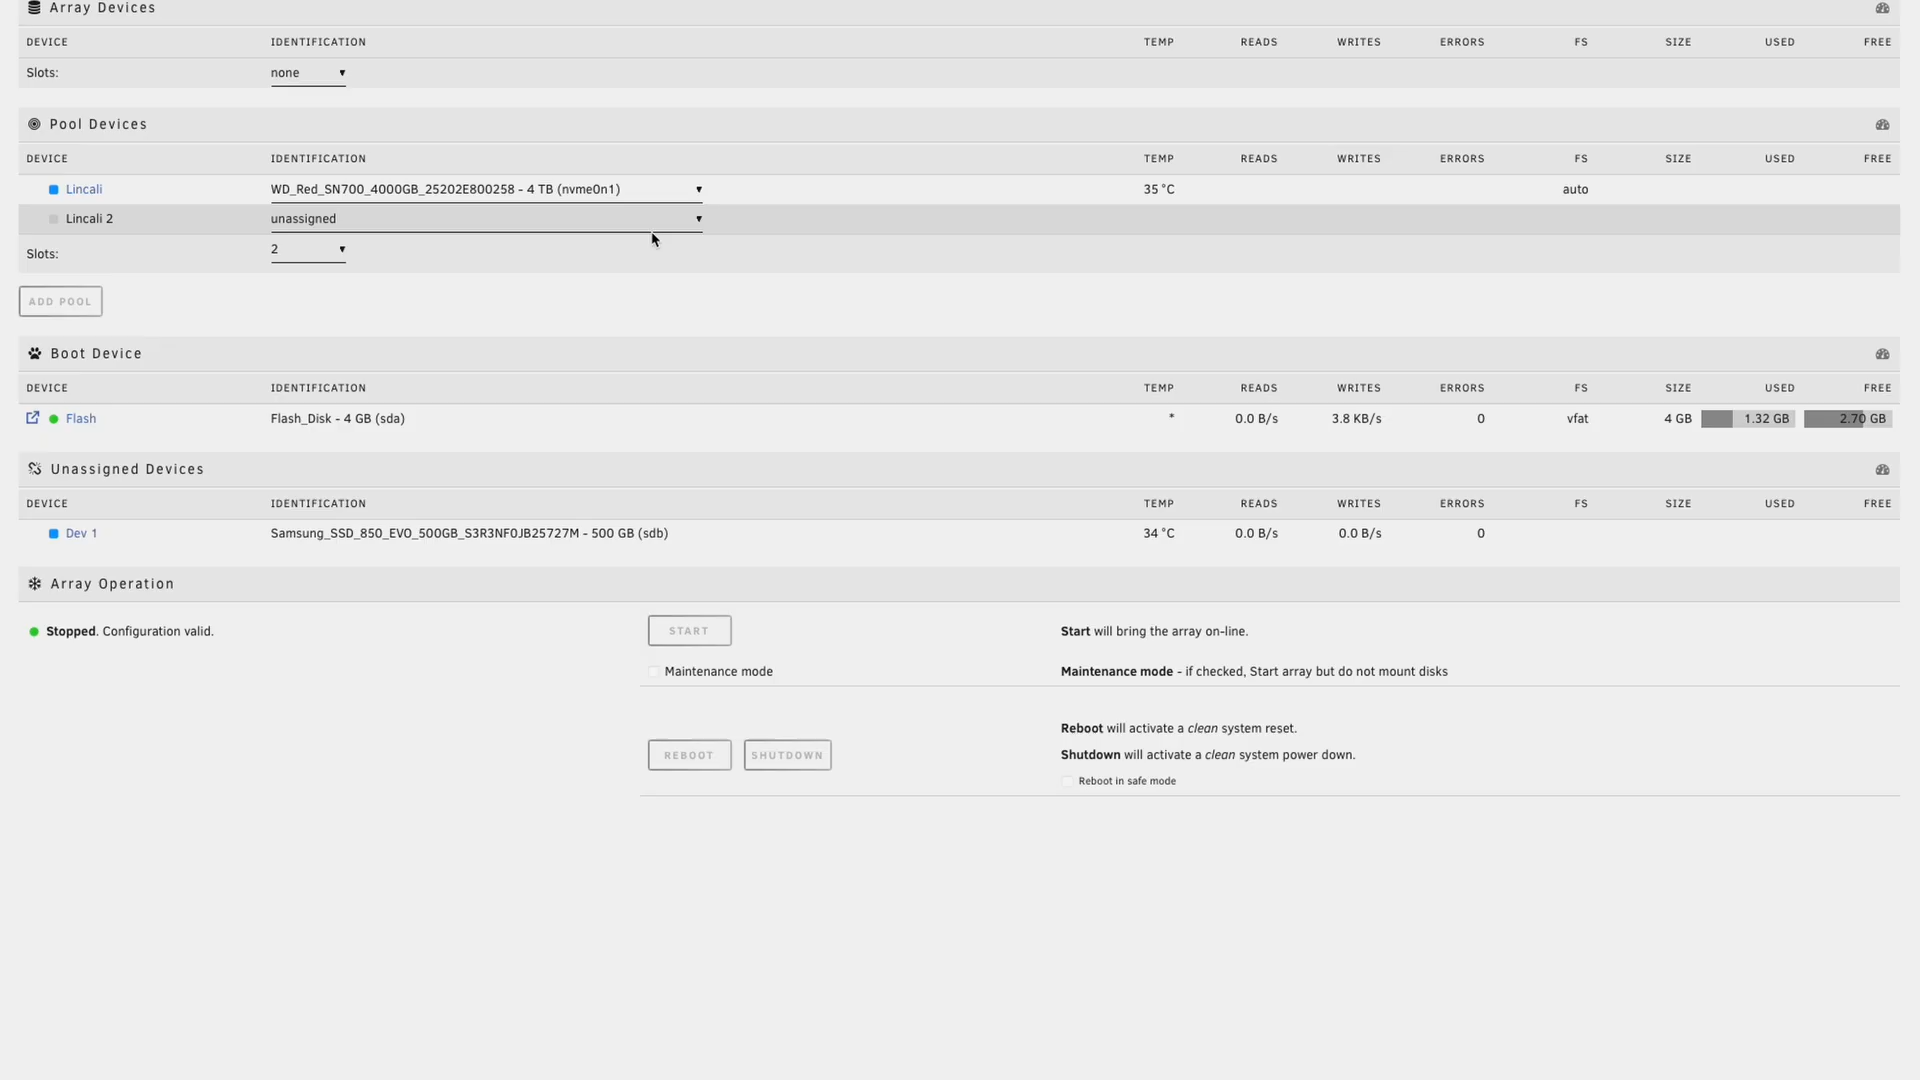 Array Devices
DEVICE IDENTIFICATION TEMP READS WRITES ERRORS FS SIZE USED FREE
Slots: none
Pool Devices
DEVICE IDENTIFICATION TEMP READS WRITES ERRORS FS SIZE USED FREE
Lincali WD_Red_SN700_4000GB_25202E800258 - 4 TB (nvme0n1) 35 °C auto
Lincali 2 unassigned
Slots: 2
ADD POOL
Boot Device
DEVICE IDENTIFICATION TEMP READS WRITES ERRORS FS SIZE USED FREE
Flash Flash_Disk - 4 GB (sda) * 0.0 B/s 3.8 KB/s 0 vfat 4 GB 1.32 GB 2.70 GB
Unassigned Devices
DEVICE IDENTIFICATION TEMP READS WRITES ERRORS FS SIZE USED FREE
Dev 1 Samsung_SSD_850_EVO_500GB_S3R3NF0JB25727M - 500 GB (sdb) 34 °C 0.0 B/s 0.0 B/s 0
Array Operation
Stopped. Configuration valid. START Start will bring the array on-line.
Maintenance mode Maintenance mode - if checked, Start array but do not mount disks
Reboot will activate a clean system reset.
REBOOT SHUTDOWN Shutdown will activate a clean system power down.
Reboot in safe mode